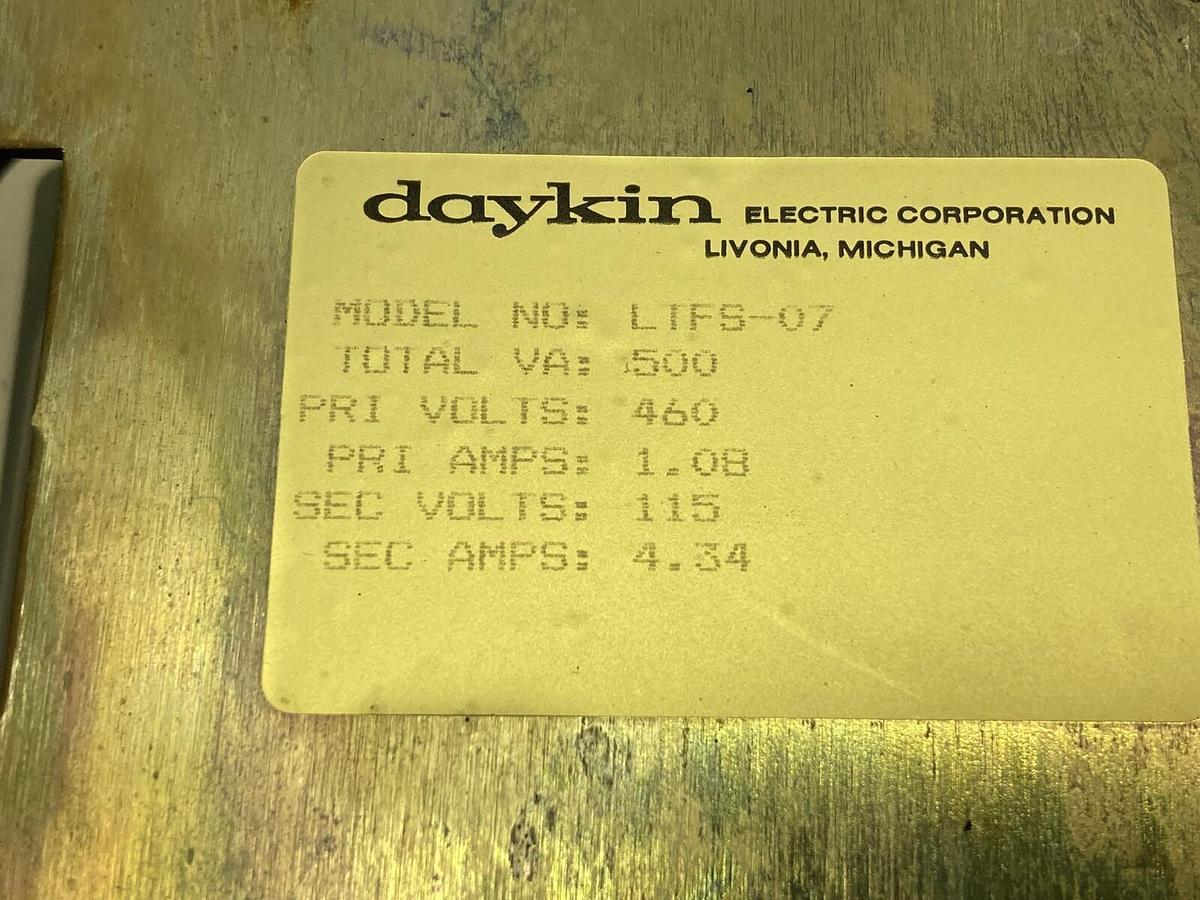 daykin ELECTRIC CORPORATION
LIVONIA, MICHIGAN
MODEL NO: LTFS-07
TOTAL VA: 500
PRI VOLTS: 460
PRI AMPS: 1.08
SEC VOLTS: 115
SEC AMPS: 4.34